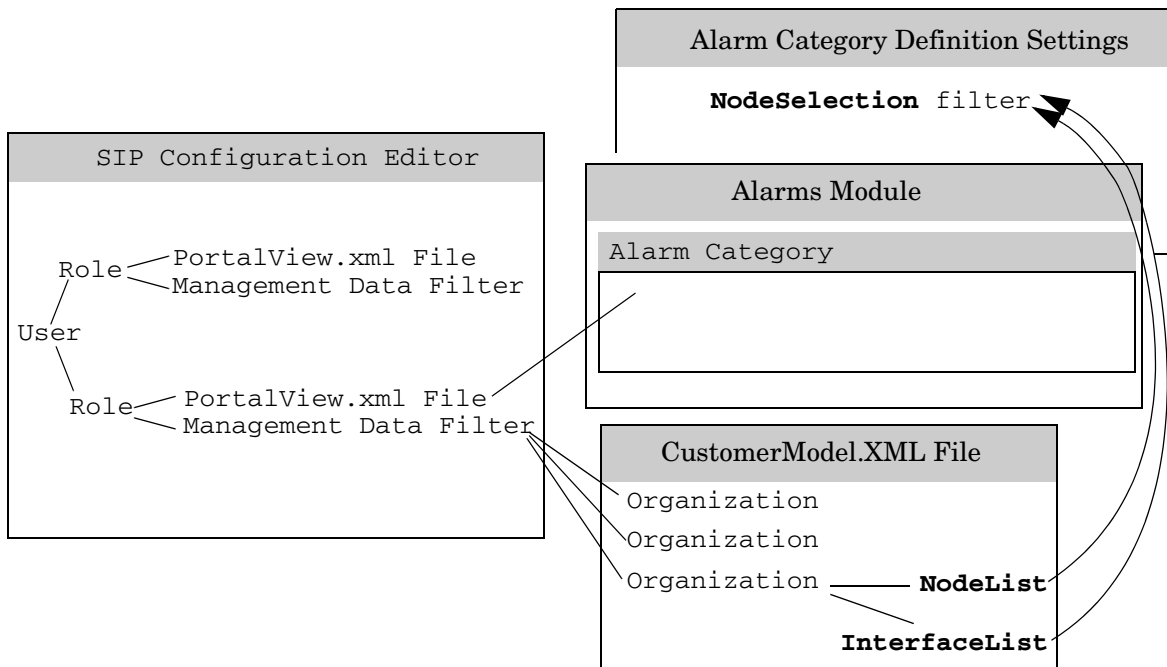 Alarm Category Definition Settings
NodeSelection filter
SIP Configuration Editor
Role
PortalView.xml File
Management Data Filter
User
Role
PortalView.xml File
Management Data Filter
Alarms Module
Alarm Category
CustomerModel.XML File
Organization
Organization
Organization
NodeList
InterfaceList